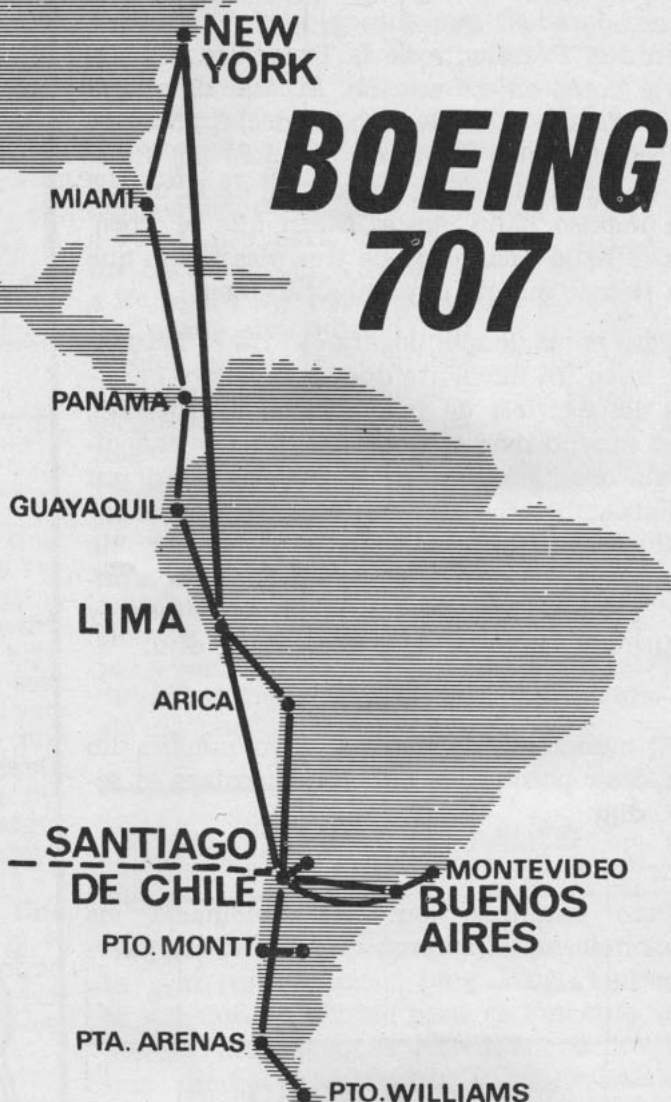 NEW
YORK
BOEING
707
MIAMI
PANAMA
GUAYAQUIL
LIMA
ARICA
SANTIAGO
DE CHILE
MONTEVIDEO
BUENOS
AIRES
PTO. MONTT
PTA. ARENAS
PTO. WILLIAMS